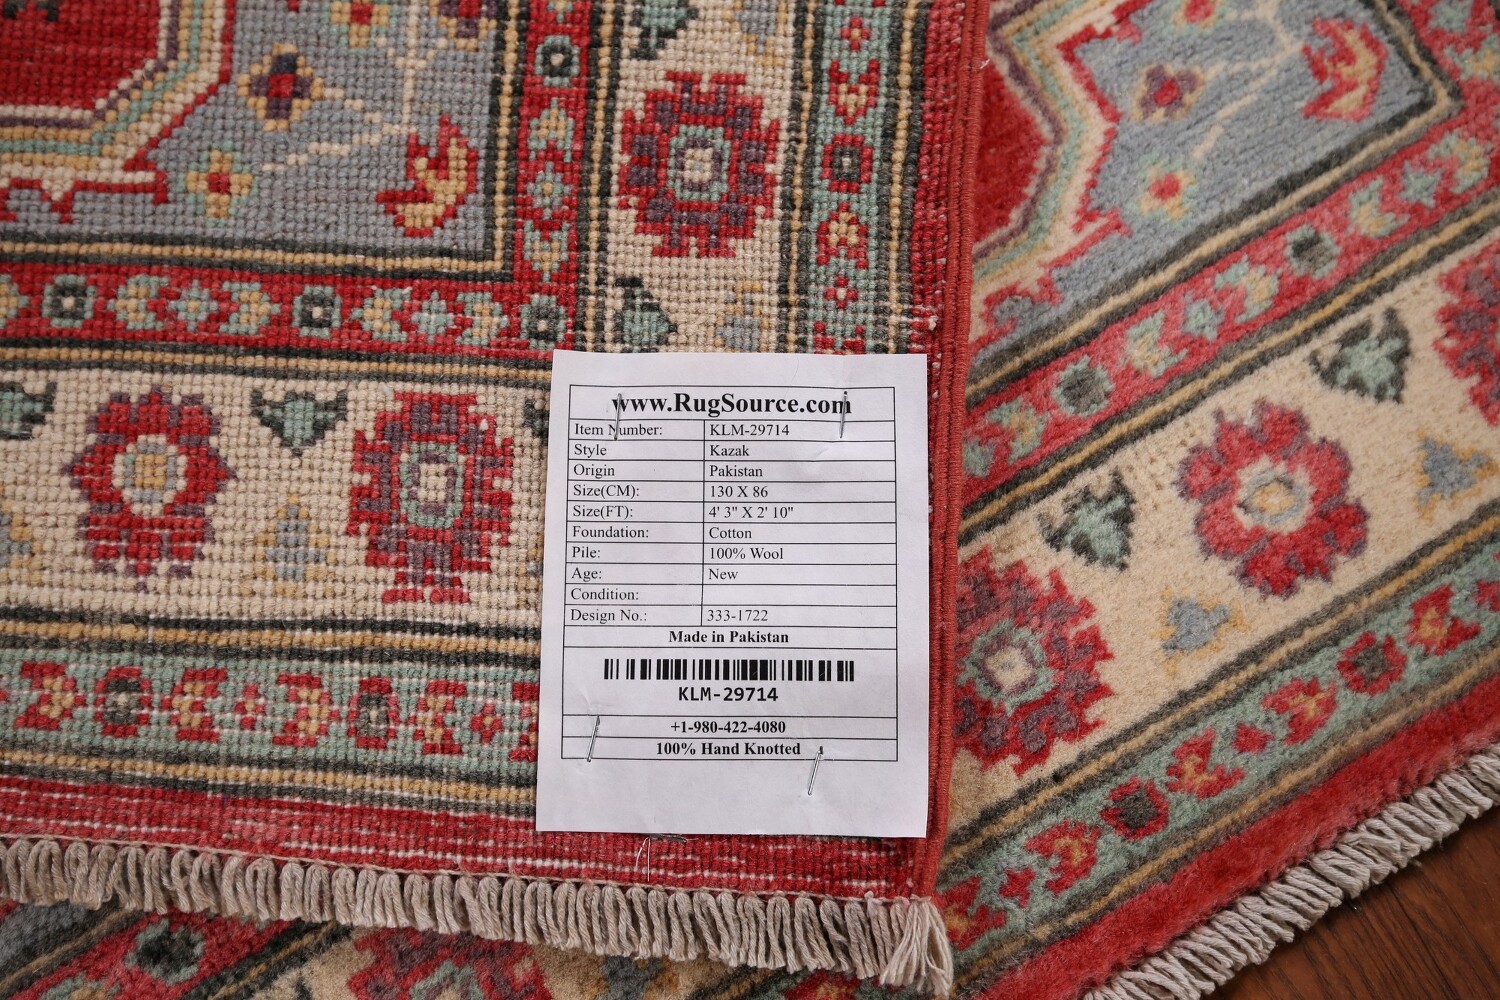 www.RugSource.com
Item Number: KLM-29714
Style Kazak
Origin Pakistan
Size(CM): 130 X 86
Size(FT): 4' 3" X 2' 10"
Foundation: Cotton
Pile: 100% Wool
Age: New
Condition:
Design No.: 333-1722
Made in Pakistan
KLM-29714
+1-980-422-4080
100% Hand Knotted